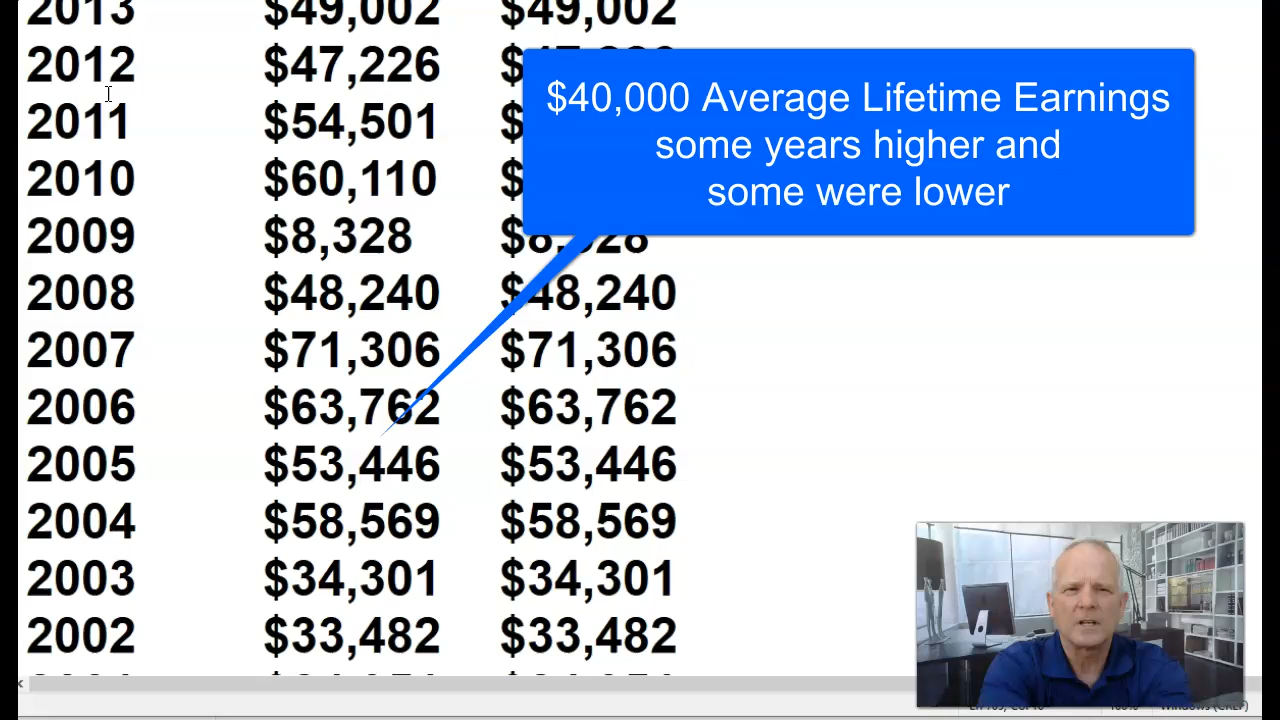 2013 $49,002 $49,002
2012 $47,226
$40,000 Average Lifetime Earnings
some years higher and
some were lower
2011 $54,501 $
2010 $60,110 $
2009 $8,328 $8,328
2008 $48,240 $48,240
2007 $71,306 $71,306
2006 $63,762 $63,762
2005 $53,446 $53,446
2004 $58,569 $58,569
2003 $34,301 $34,301
2002 $33,482 $33,482